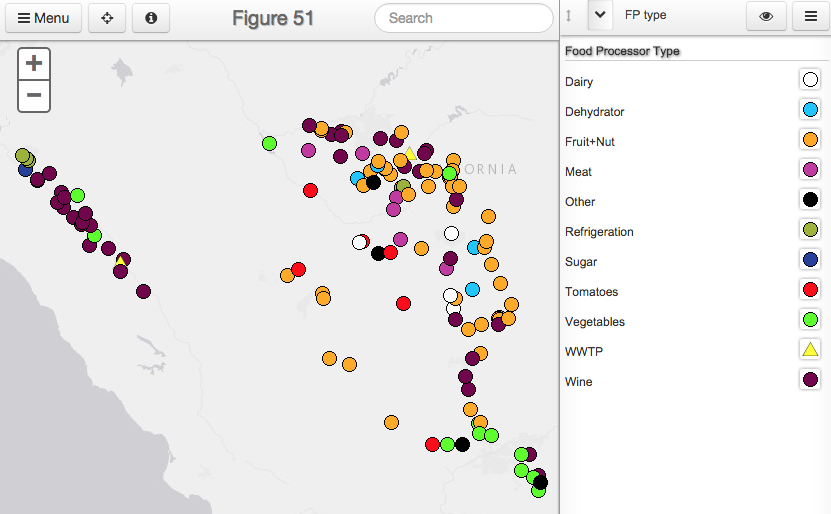 Menu
Figure 51
Search
FP type
+
−
Food Processor Type
Dairy
Dehydrator
Fruit+Nut
Meat
Other
Refrigeration
Sugar
Tomatoes
Vegetables
WWTP
Wine
ORNIA